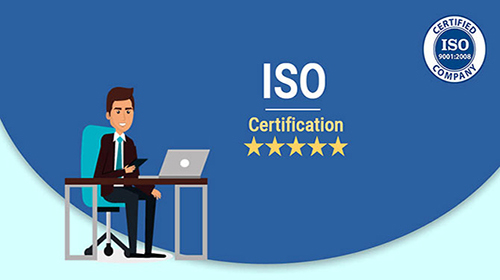 ISO
Certification
CERTIFIED
ISO
9001:2008
COMPANY